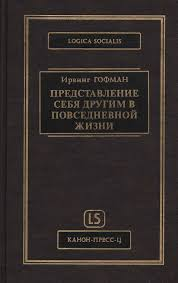 LOGICA SOCIALIS
Ирвинг ГОФМАН
ПРЕДСТАВЛЕНИЕ
СЕБЯ ДРУГИМ В
ПОВСЕДНЕВНОЙ
ЖИЗНИ
LS
КАНОН-ПРЕСС-Ц